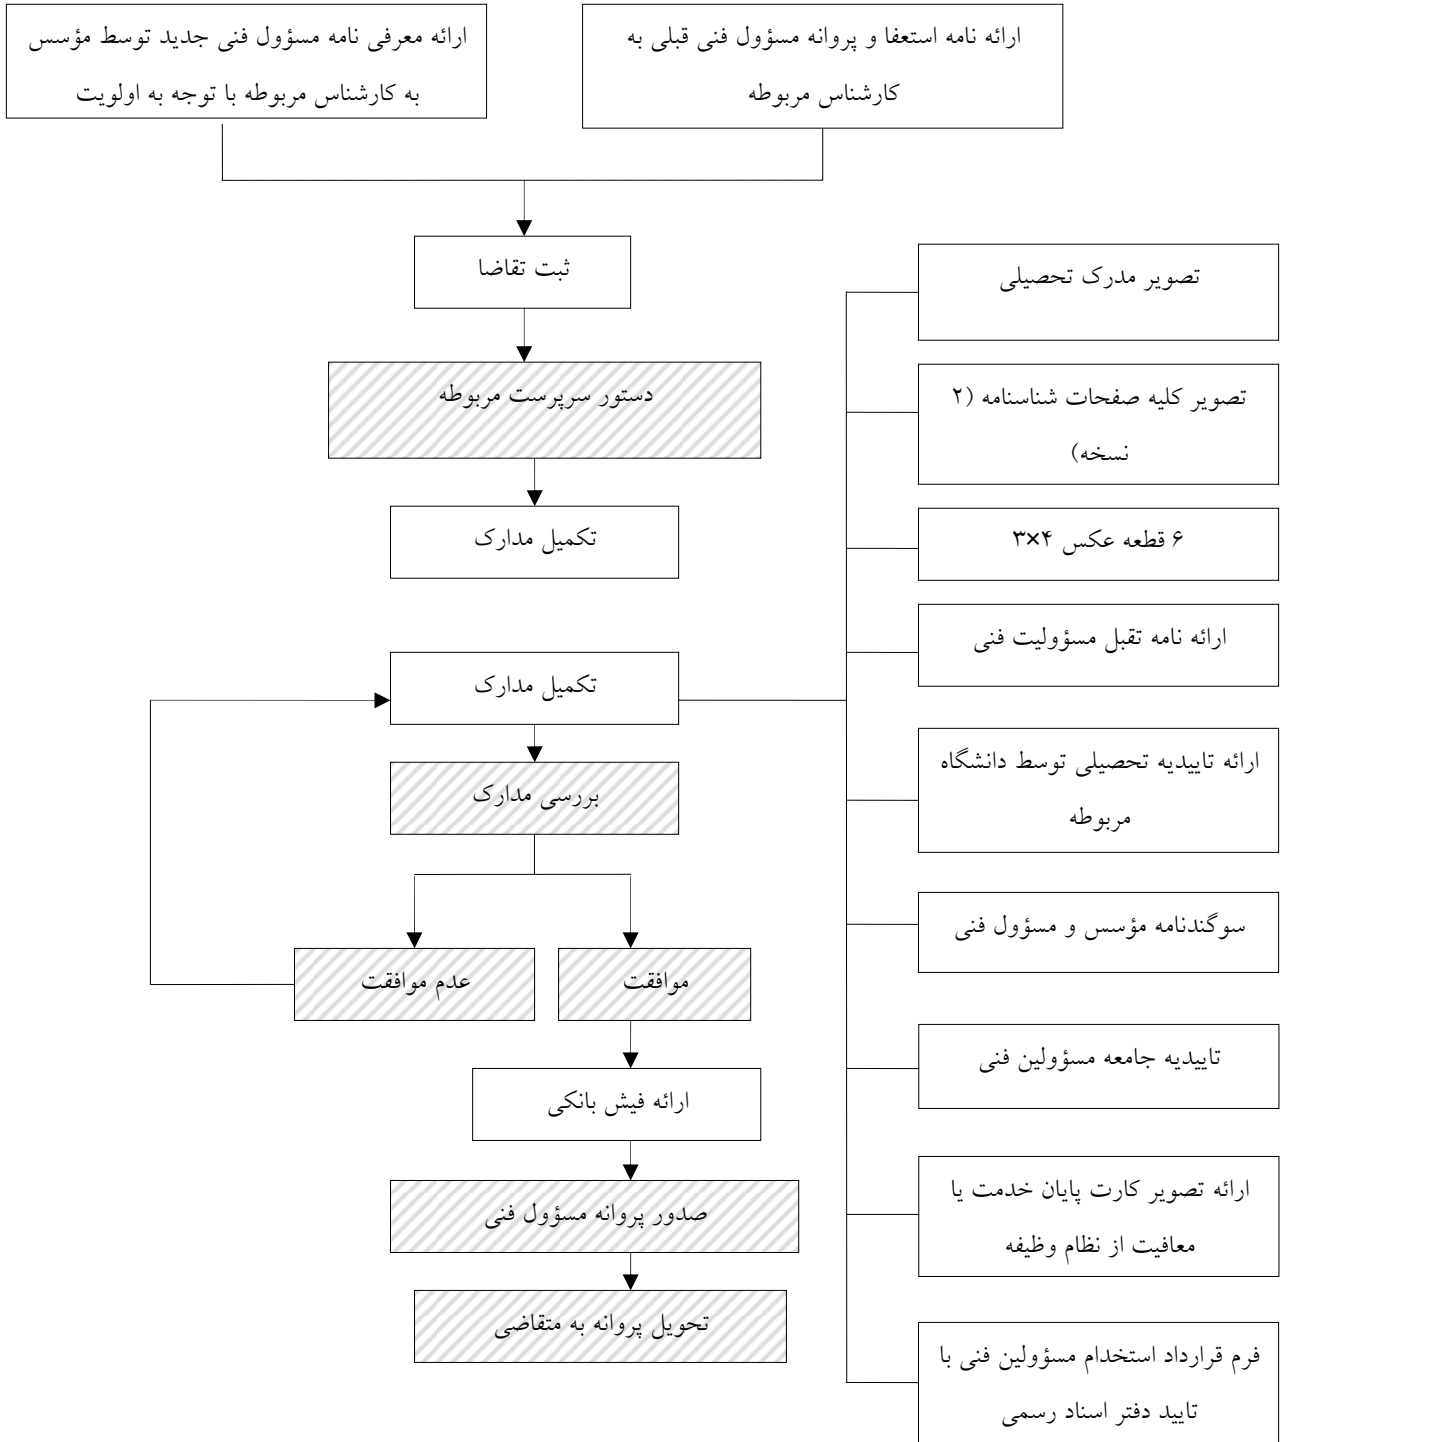 ارائه نامه استعفا و پروانه مسؤول فنی قبلی به
کارشناس مربوطه
ارائه معرفی نامه مسؤول فنی جدید توسط مؤسس
به کارشناس مربوطه با توجه به اولویت
ثبت تقاضا
دستور سرپرست مربوطه
تکمیل مدارک
تکمیل مدارک
بررسی مدارک
موافقت
عدم موافقت
ارائه فیش بانکی
صدور پروانه مسؤول فنی
تحویل پروانه به متقاضی
تصویر مدرک تحصیلی
تصویر کلیه صفحات شناسنامه (۲
نسخه)
۶ قطعه عکس ۴×۳
ارائه نامه تقبل مسؤولیت فنی
ارائه تاییدیه تحصیلی توسط دانشگاه
مربوطه
سوگندنامه مؤسس و مسؤول فنی
تاییدیه جامعه مسؤولین فنی
ارائه تصویر کارت پایان خدمت یا
معافیت از نظام وظیفه
فرم قرارداد استخدام مسؤولین فنی با
تایید دفتر اسناد رسمی